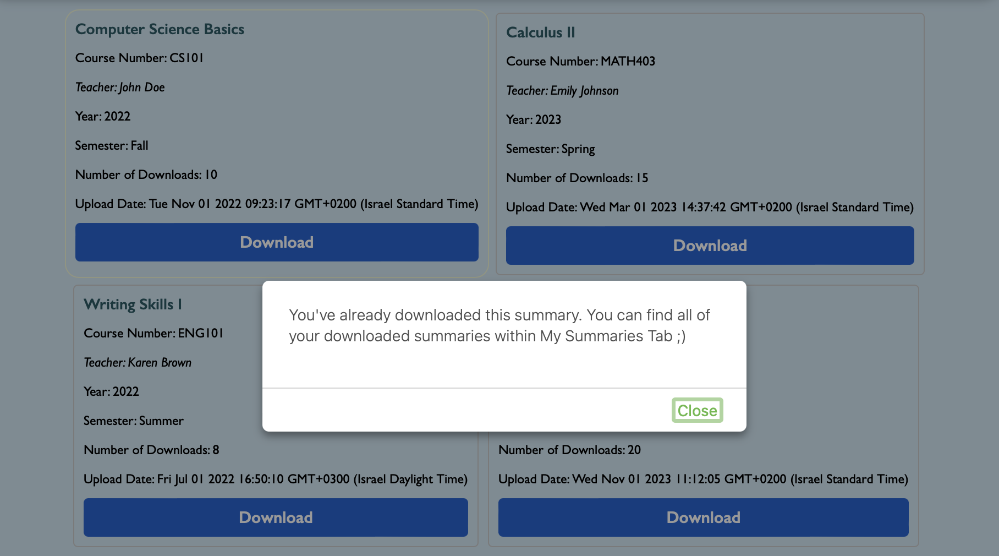 Computer Science Basics
Course Number: CS101
Teacher: John Doe
Year: 2022
Semester: Fall
Number of Downloads: 10
Upload Date: Tue Nov 01 2022 09:23:17 GMT+0200 (Israel Standard Time)
Download
Calculus II
Course Number: MATH403
Teacher: Emily Johnson
Year: 2023
Semester: Spring
Number of Downloads: 15
Upload Date: Wed Mar 01 2023 14:37:42 GMT+0200 (Israel Standard Time)
Download
Writing Skills I
Course Number: ENG101
Teacher: Karen Brown
Year: 2022
Semester: Summer
Number of Downloads: 8
Upload Date: Fri Jul 01 2022 16:50:10 GMT+0300 (Israel Daylight Time)
Download
You've already downloaded this summary. You can find all of
your downloaded summaries within My Summaries Tab ;)
Close
Number of Downloads: 20
Upload Date: Wed Nov 01 2023 11:12:05 GMT+0200 (Israel Standard Time)
Download